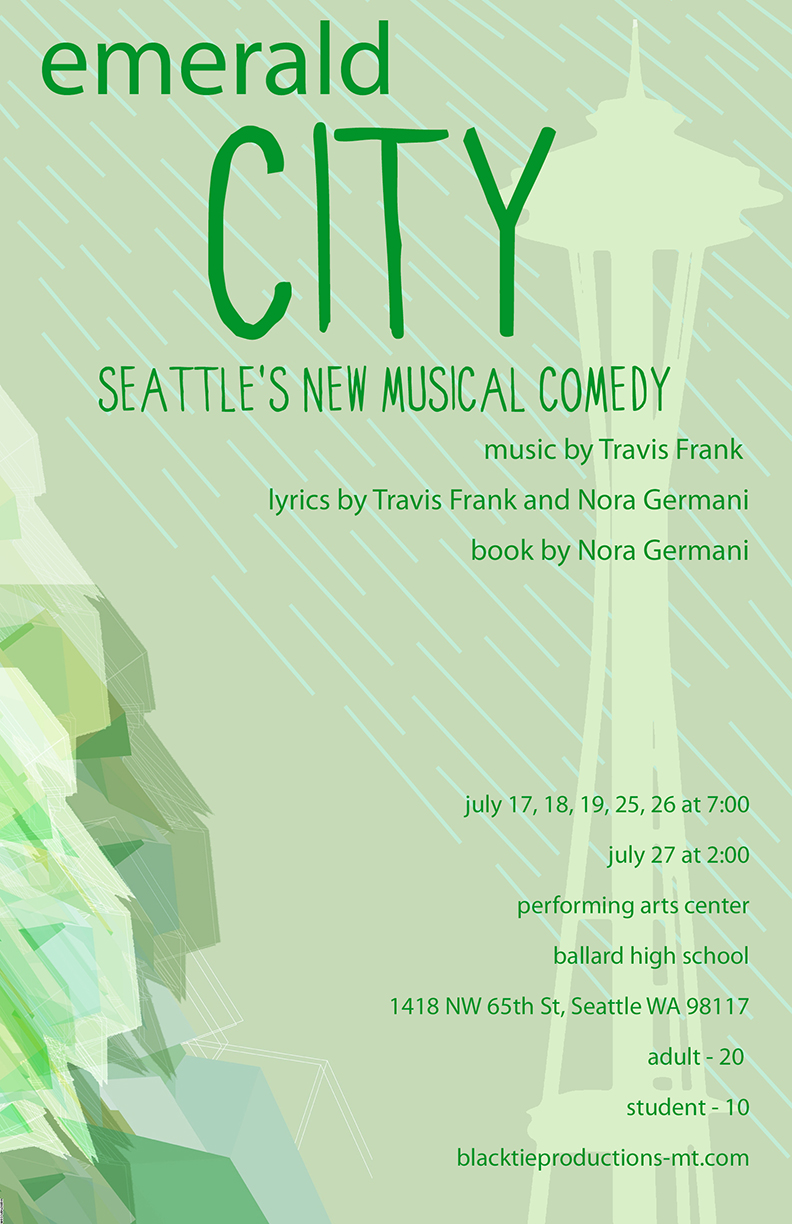 emerald
CITY
SEATTLE'S NEW MUSICAL COMEDY
music by Travis Frank
lyrics by Travis Frank and Nora Germani
book by Nora Germani
july 17, 18, 19, 25, 26 at 7:00
july 27 at 2:00
performing arts center
ballard high school
1418 NW 65th St, Seattle WA 98117
adult - 20
student - 10
blacktieproductions-mt.com